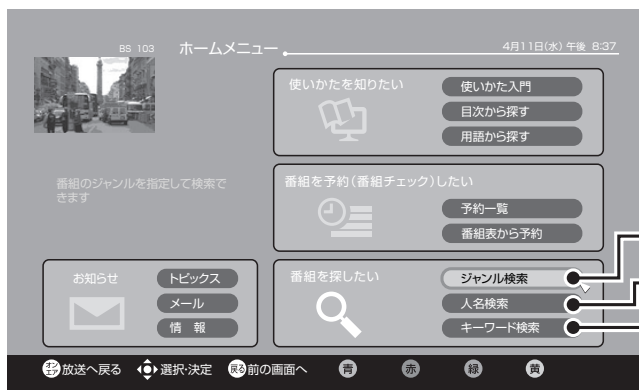 BS 103 ホームメニュー 4月11日(水) 午後 8:37
使いかたを知りたい
使いかた入門
目次から探す
用語から探す
番組のジャンルを指定して検索で
きます
番組を予約(番組チェック)したい
予約一覧
番組表から予約
お知らせ
トピックス
メール
情 報
番組を探したい
ジャンル検索
人名検索
キーワード検索
放送へ戻る 選択・決定 戻る 前の画面へ 青 赤 緑 黄